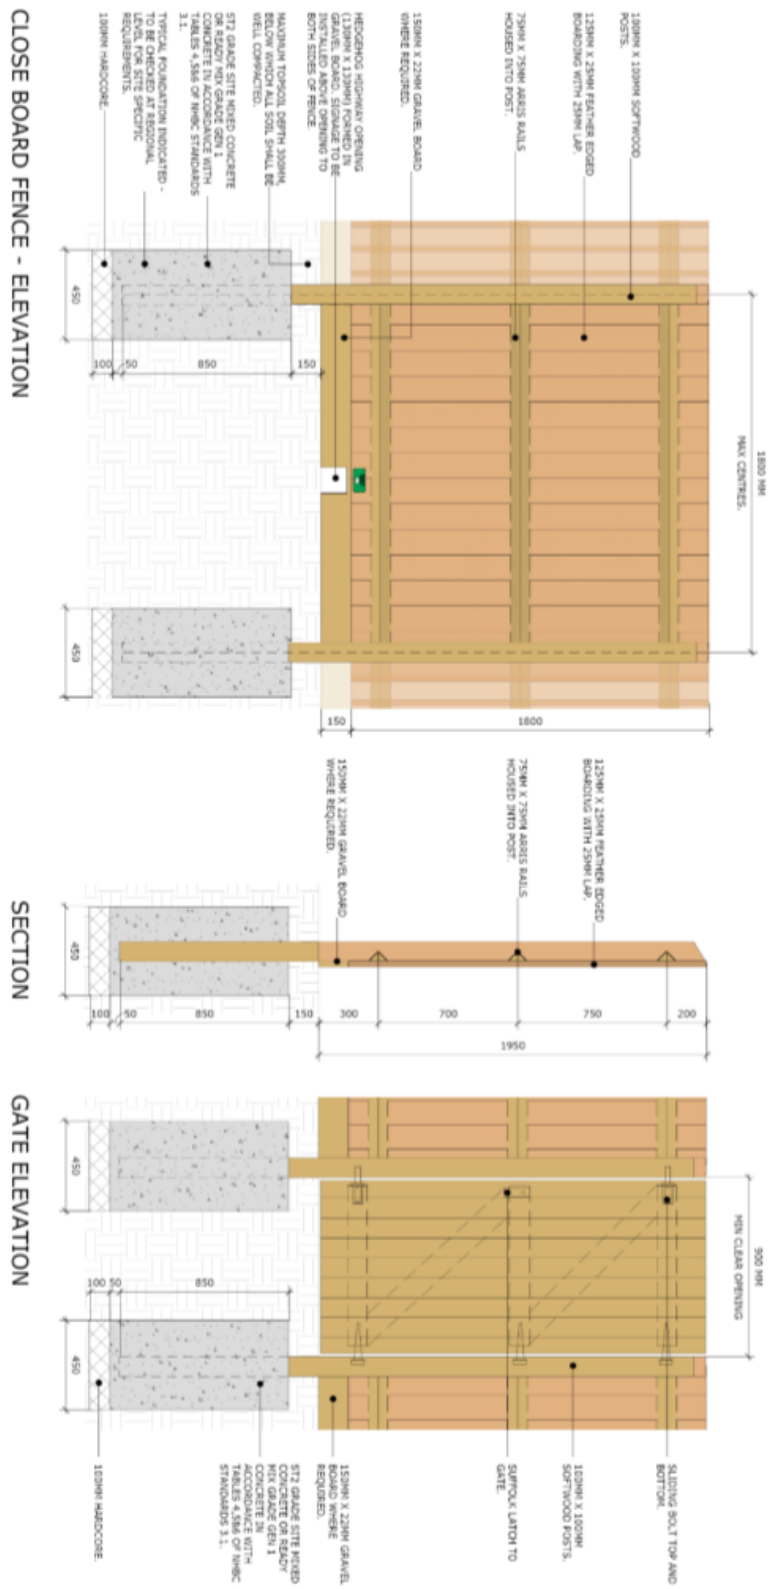 100MM X 100MM SOFTWOOD
POSTS.
125MM X 25MM FEATHER EDGED
BOARDING WITH 25MM LAP.
75MM X 75MM ARRIS RAILS
HOUSED INTO POST.
150MM X 22MM GRAVEL BOARD
WHERE REQUIRED.
HEDGEHOG HIGHWAY OPENING
(130MM X 130MM) FORMED IN
GRAVEL BOARD. SIGNAGE TO BE
INSTALLED ABOVE OPENING TO
BOTH SIDES OF FENCE.
MAXIMUM TOPSOIL DEPTH 300MM,
BELOW WHICH ALL SOIL SHALL BE
WELL COMPACTED.
ST2 GRADE SITE MIXED CONCRETE
OR READY MIX GRADE GEN 1
CONCRETE IN ACCORDANCE WITH
TABLES 4,5&6 OF NHBC STANDARDS
3.1.
TYPICAL FOUNDATION INDICATED -
TO BE CHECKED AT REGIONAL
LEVEL FOR SITE SPECIFIC
REQUIREMENTS.
100MM HARDCORE.
1800 MM
MAX CENTRES.
1800
150
150
850
50
100
450
450
CLOSE BOARD FENCE - ELEVATION
125MM X 25MM FEATHER EDGED
BOARDING WITH 25MM LAP.
75MM X 75MM ARRIS RAILS
HOUSED INTO POST.
150MM X 22MM GRAVEL BOARD
WHERE REQUIRED.
200
750
700
300
150
850
50
100
1950
450
SECTION
900 MM
MIN CLEAR OPENING
850
50
100
450
450
SLIDING BOLT TOP AND
BOTTOM.
100MM X 100MM
SOFTWOOD POSTS.
SUFFOLK LATCH TO
GATE.
150MM X 22MM GRAVEL
BOARD WHERE
REQUIRED.
ST2 GRADE SITE MIXED
CONCRETE OR READY
MIX GRADE GEN 1
CONCRETE IN
ACCORDANCE WITH
TABLES 4,5&6 OF NHBC
STANDARDS 3.1.
100MM HARDCORE.
GATE ELEVATION